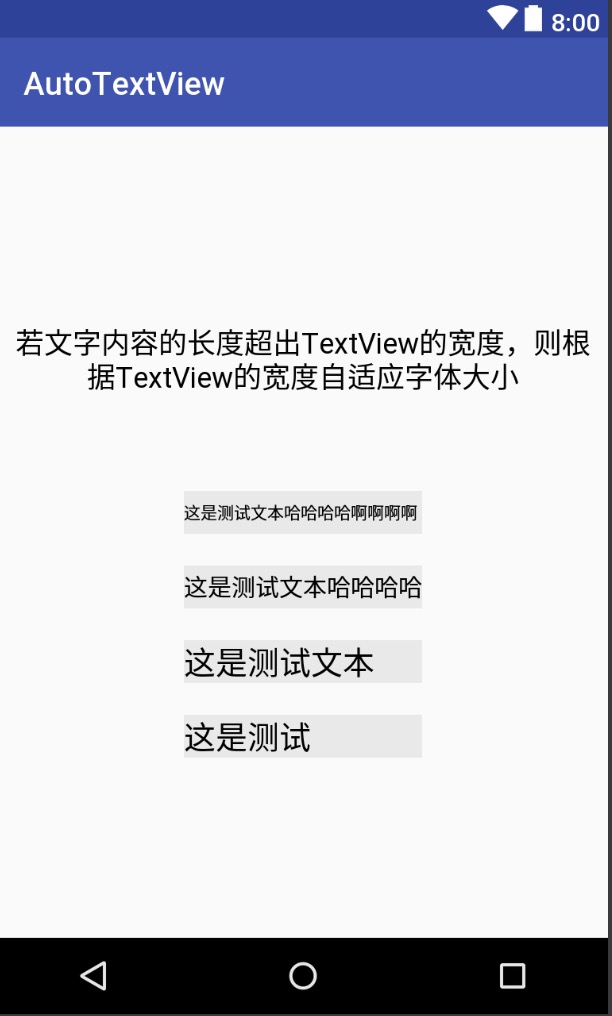 8:00
AutoTextView
若文字内容的长度超出TextView的宽度，则根
据TextView的宽度自适应字体大小
这是测试文本哈哈哈哈啊啊啊啊
这是测试文本哈哈哈哈
这是测试文本
这是测试